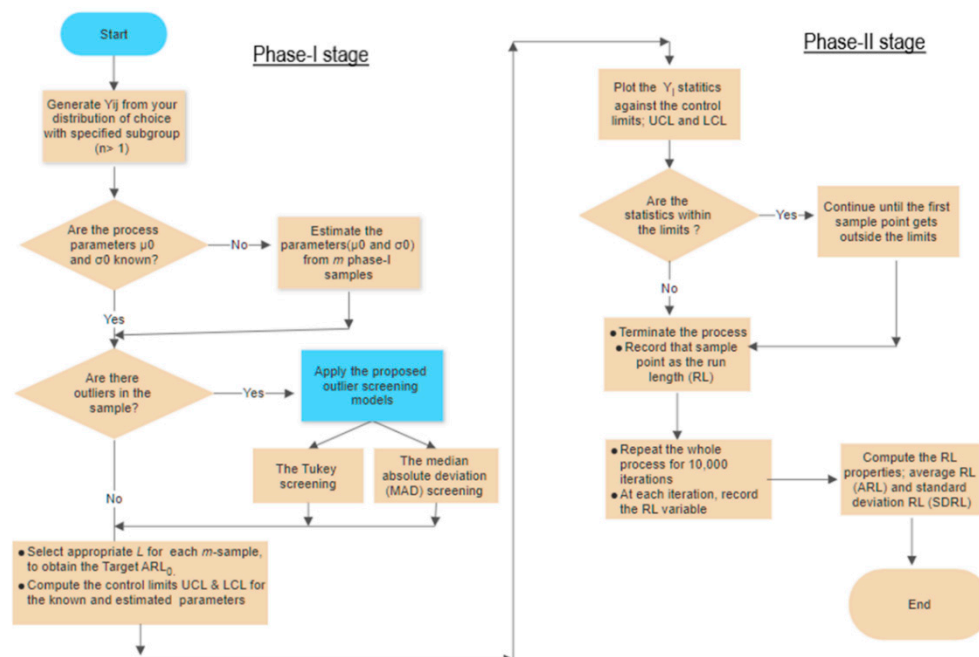 Start
Phase-I stage
Generate Yij from your
distribution of choice
with specified subgroup
(n> 1)
Are the process
parameters μ0
and σ0 known?
No
Estimate the
parameters(μ0 and σ0)
from m phase-I
samples
Yes
Are there
outliers in the
sample?
Yes
Apply the proposed
outlier screening
models
The Tukey
screening
The median
absolute deviation
(MAD) screening
No
● Select appropriate L for each m-sample,
to obtain the Target ARL₀.
● Compute the control limits UCL & LCL for
the known and estimated parameters
Phase-II stage
Plot the Yᵢ statitics
against the control
limits; UCL and LCL
Are the
statistics within
the limits ?
Yes
Continue until the first
sample point gets
outside the limits
No
● Terminate the process
● Record that sample
point as the run
length (RL)
● Repeat the whole
process for 10,000
iterations
● At each iteration, record
the RL variable
Compute the RL
properties; average RL
(ARL) and standard
deviation RL (SDRL)
End